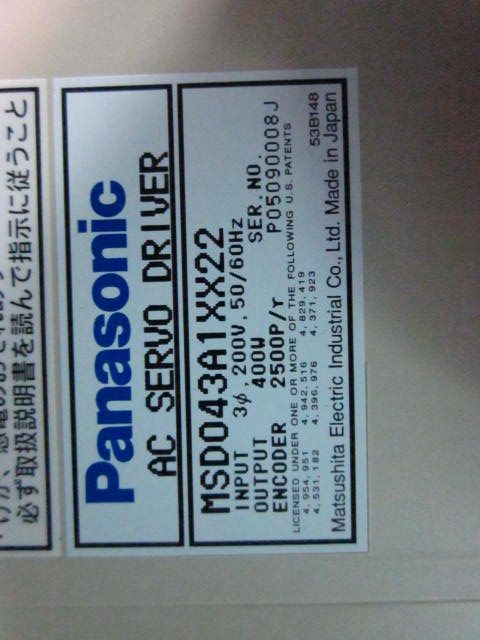 必ず取扱説明書を読んで指示に従うこと
Panasonic
AC SERVO DRIVER
MSD043A1XX22
INPUT 3ϕ,200V,50/60Hz
OUTPUT 400W SER.NO.
ENCODER 2500P/r P05090008J
LICENSED UNDER ONE OR MORE OF THE FOLLOWING U.S. PATENTS
4,954,951 4,942,516 4,829,419
4,531,182 4,396,976 4,371,923
53B148
Matsushita Electric Industrial Co., Ltd. Made in Japan